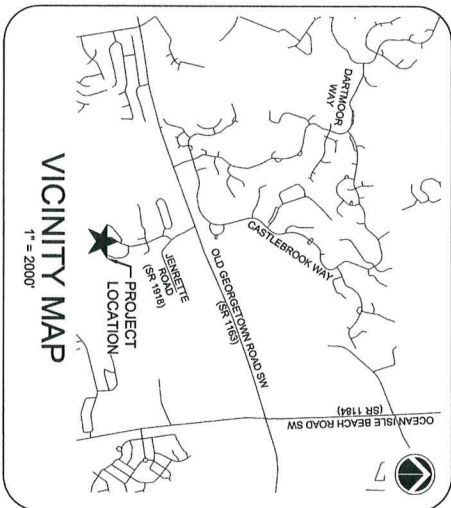 DARTMOOR
WAY
CASTLEBROOK WAY
OLD GEORGETOWN ROAD SW
(SR 1163)
OCEAN ISLE BEACH ROAD SW
(SR 1184)
JENRETTE
ROAD
(SR 1918)
PROJECT
LOCATION
VICINITY MAP
1" = 2000'